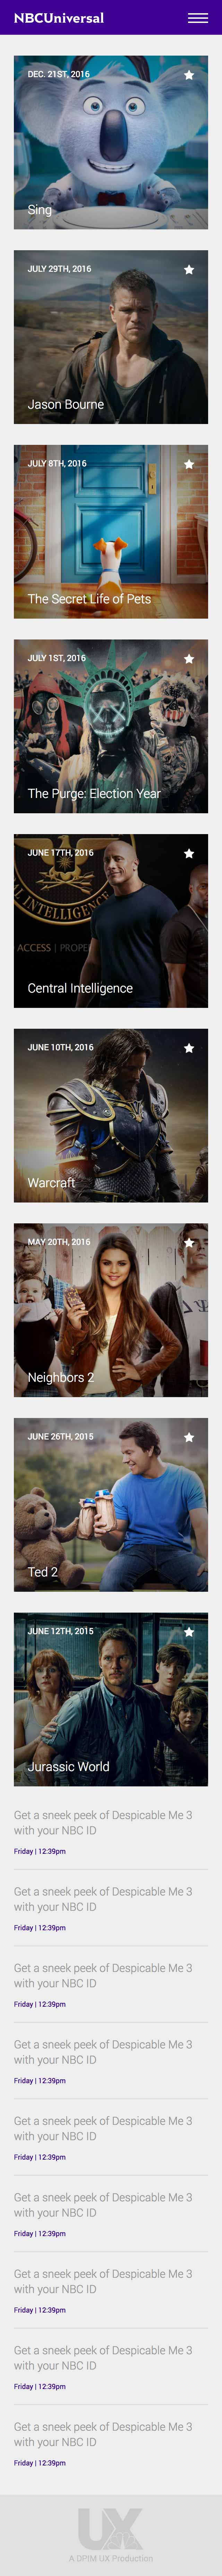 NBCUniversal
DEC. 21ST, 2016
Sing
JULY 29TH, 2016
Jason Bourne
JULY 8TH, 2016
The Secret Life of Pets
JULY 1ST, 2016
The Purge: Election Year
JUNE 17TH, 2016
AL INTELLIGENCE
ACCESS | PROPE
Central Intelligence
JUNE 10TH, 2016
Warcraft
MAY 20TH, 2016
Neighbors 2
JUNE 26TH, 2015
Ted 2
JUNE 12TH, 2015
Jurassic World
Get a sneek peek of Despicable Me 3
with your NBC ID
Friday | 12:39pm
Get a sneek peek of Despicable Me 3
with your NBC ID
Friday | 12:39pm
Get a sneek peek of Despicable Me 3
with your NBC ID
Friday | 12:39pm
Get a sneek peek of Despicable Me 3
with your NBC ID
Friday | 12:39pm
Get a sneek peek of Despicable Me 3
with your NBC ID
Friday | 12:39pm
Get a sneek peek of Despicable Me 3
with your NBC ID
Friday | 12:39pm
Get a sneek peek of Despicable Me 3
with your NBC ID
Friday | 12:39pm
Get a sneek peek of Despicable Me 3
with your NBC ID
Friday | 12:39pm
Get a sneek peek of Despicable Me 3
with your NBC ID
Friday | 12:39pm
UX
A DPIM UX Production